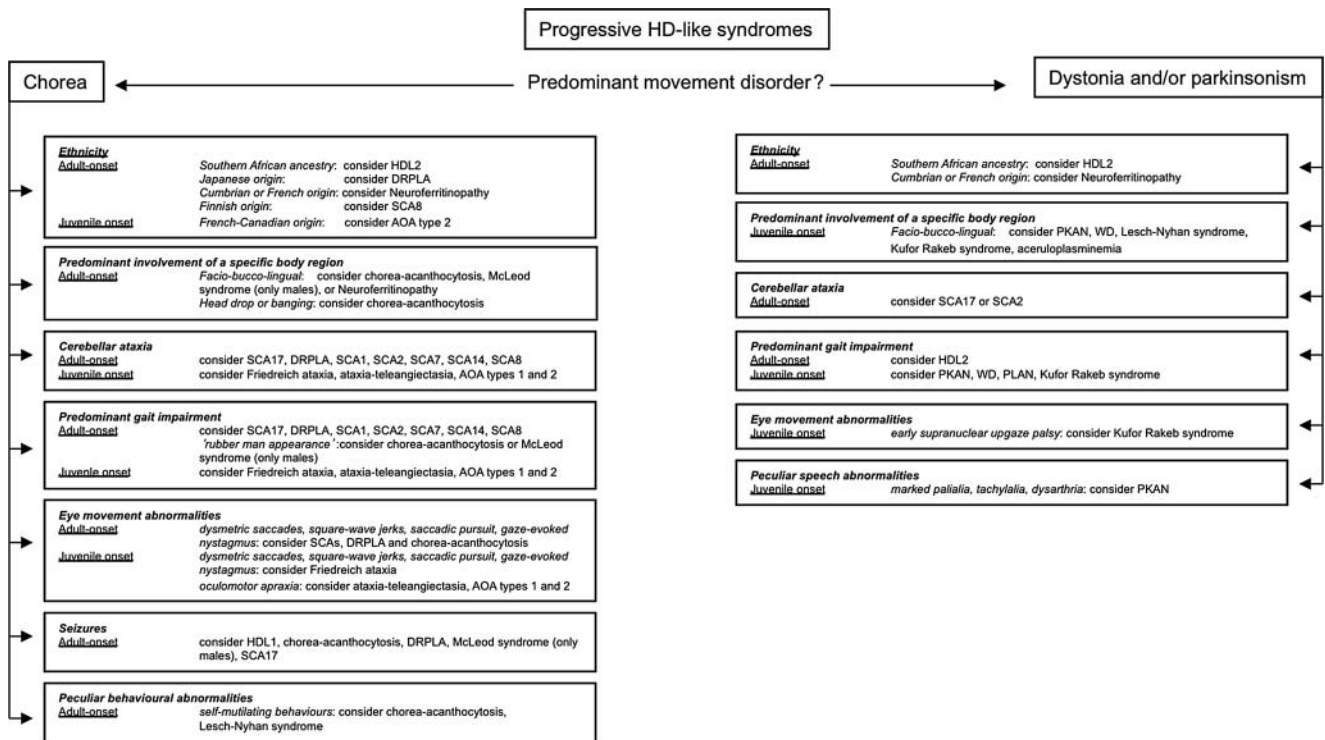 Progressive HD-like syndromes
Chorea
Predominant movement disorder?
Dystonia and/or parkinsonism
Ethnicity
Adult-onset Southern African ancestry: consider HDL2
Japanese origin: consider DRPLA
Cumbrian or French origin: consider Neuroferritinopathy
Finnish origin: consider SCA8
Juvenile onset French-Canadian origin: consider AOA type 2
Predominant involvement of a specific body region
Adult-onset Facio-bucco-lingual: consider chorea-acanthocytosis, McLeod
syndrome (only males), or Neuroferritinopathy
Head drop or banging: consider chorea-acanthocytosis
Cerebellar ataxia
Adult-onset consider SCA17, DRPLA, SCA1, SCA2, SCA7, SCA14, SCA8
Juvenile onset consider Friedreich ataxia, ataxia-teleangiectasia, AOA types 1 and 2
Predominant gait impairment
Adult-onset consider SCA17, DRPLA, SCA1, SCA2, SCA7, SCA14, SCA8
'rubber man appearance':consider chorea-acanthocytosis or McLeod
syndrome (only males)
Juvenle onset consider Friedreich ataxia, ataxia-teleangiectasia, AOA types 1 and 2
Eye movement abnormalities
Adult-onset dysmetric saccades, square-wave jerks, saccadic pursuit, gaze-evoked
nystagmus: consider SCAs, DRPLA and chorea-acanthocytosis
Juvenile onset dysmetric saccades, square-wave jerks, saccadic pursuit, gaze-evoked
nystagmus: consider Friedreich ataxia
oculomotor apraxia: consider ataxia-teleangiectasia, AOA types 1 and 2
Seizures
Adult-onset consider HDL1, chorea-acanthocytosis, DRPLA, McLeod syndrome (only
males), SCA17
Peculiar behavioural abnormalities
Adult-onset self-mutilating behaviours: consider chorea-acanthocytosis,
Lesch-Nyhan syndrome
Ethnicity
Adult-onset Southern African ancestry: consider HDL2
Cumbrian or French origin: consider Neuroferritinopathy
Predominant involvement of a specific body region
Juvenile onset Facio-bucco-lingual: consider PKAN, WD, Lesch-Nyhan syndrome,
Kufor Rakeb syndrome, aceruloplasminemia
Cerebellar ataxia
Adult-onset consider SCA17 or SCA2
Predominant gait impairment
Adult-onset consider HDL2
Juvenile onset consider PKAN, WD, PLAN, Kufor Rakeb syndrome
Eye movement abnormalities
Juvenile onset early supranuclear upgaze palsy: consider Kufor Rakeb syndrome
Peculiar speech abnormalities
Juvenile onset marked palialia, tachylalia, dysarthria: consider PKAN